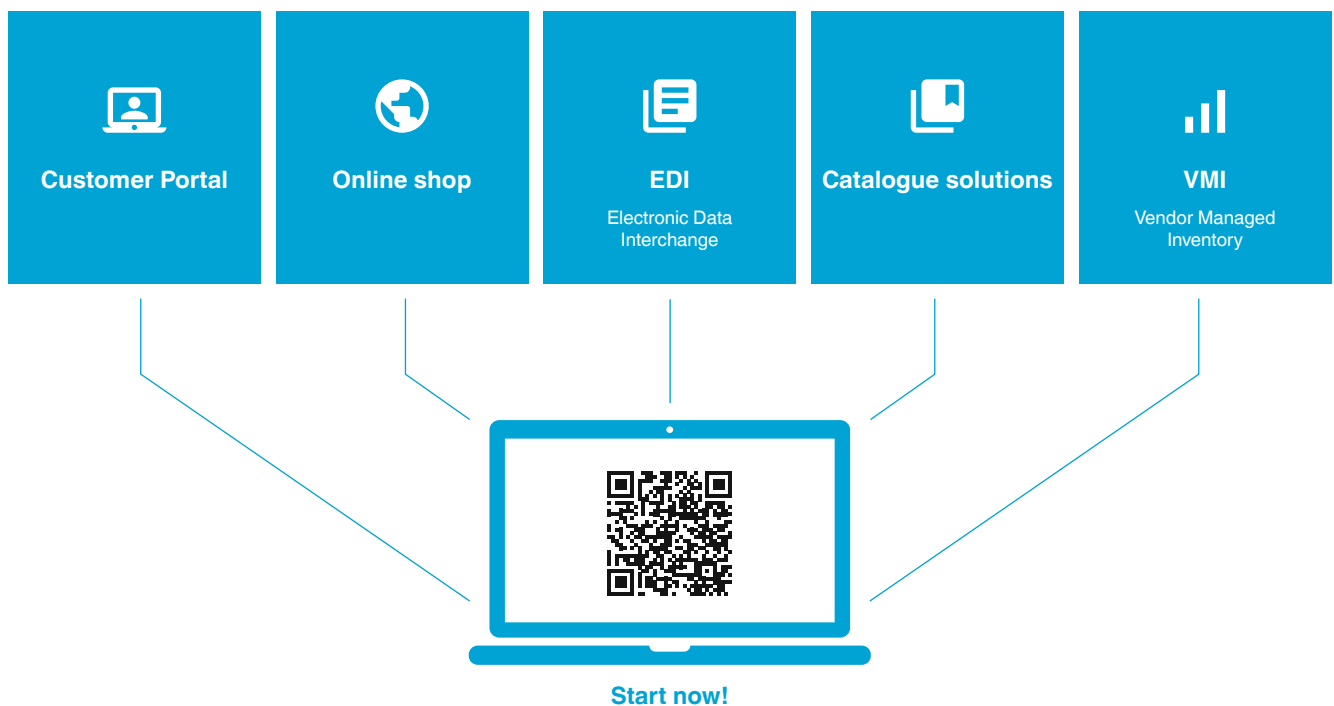 Customer Portal
Online shop
EDI
Electronic Data
Interchange
Catalogue solutions
VMI
Vendor Managed
Inventory
Start now!